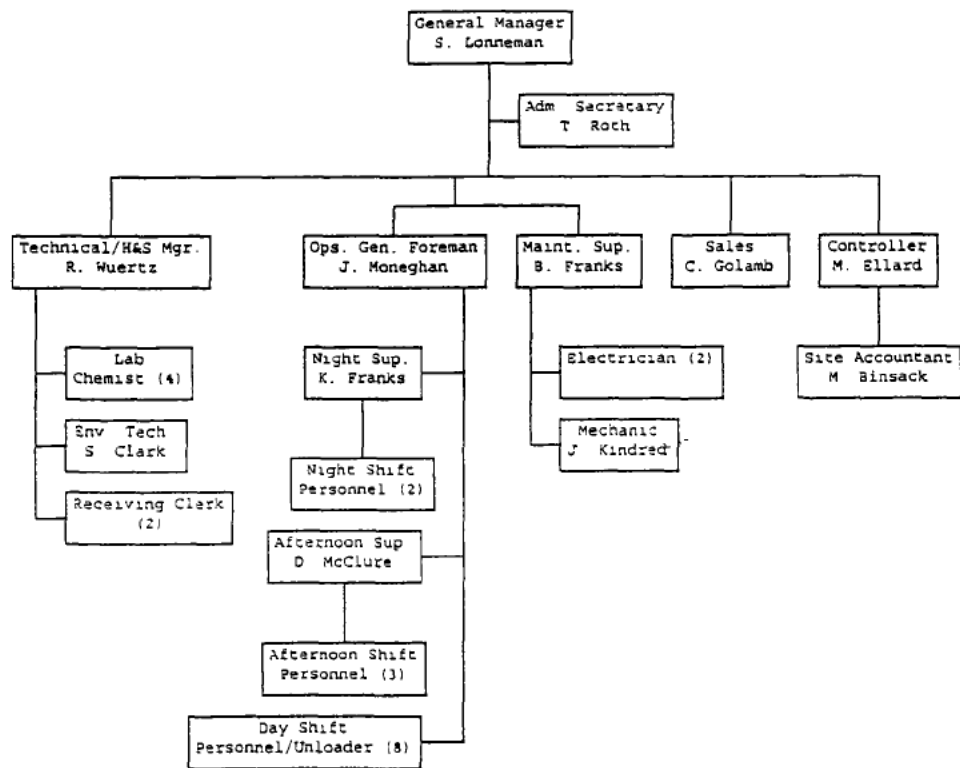 General Manager
S. Lonneman
Adm Secretary
T Roth
Technical/H&S Mgr.
R. Wuertz
Ops. Gen. Foreman
J. Moneghan
Maint. Sup.
B. Franks
Sales
C. Golamb
Controller
M. Ellard
Lab
Chemist (4)
Env Tech
S Clark
Receiving Clerk
(2)
Night Sup.
K. Franks
Night Shift
Personnel (2)
Afternoon Sup
D McClure
Afternoon Shift
Personnel (3)
Day Shift
Personnel/Unloader (8)
Electrician (2)
Mechanic
J Kindred
Site Accountant
M Binsack